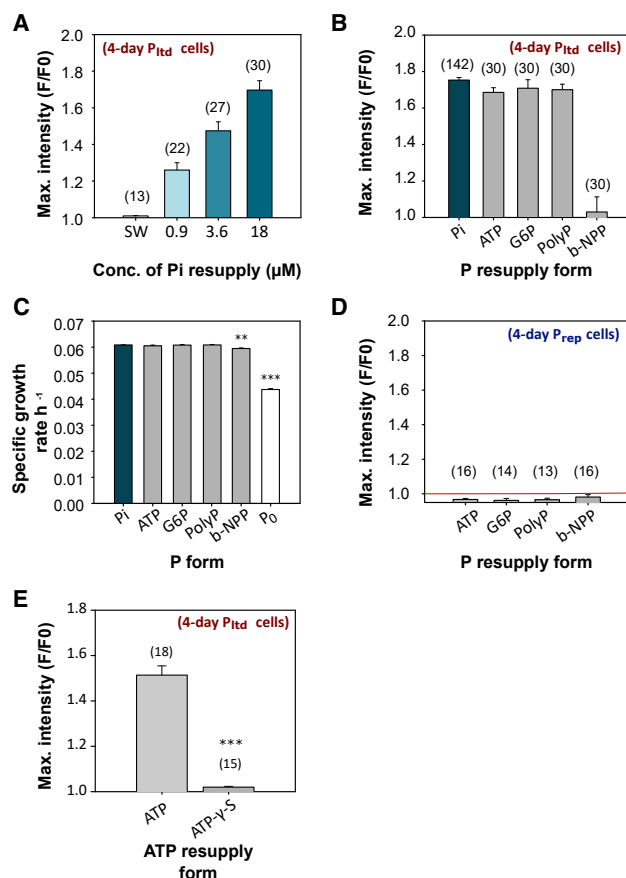 A
(4-day Pltd cells)
Max. intensity (F/F0)
2.0
1.8
1.6
1.4
1.2
1.0
(13)
(22)
(27)
(30)
SW
0.9
3.6
18
Conc. of Pi resupply (μM)
B
(4-day Pltd cells)
Max. intensity (F/F0)
2.0
1.8
1.6
1.4
1.2
1.0
(142)
(30)
(30)
(30)
(30)
Pi
ATP
G6P
PolyP
b-NPP
P resupply form
C
Specific growth
rate h -1
0.07
0.06
0.05
0.04
0.03
0.02
0.01
0.00
**
***
Pi
ATP
G6P
PolyP
b-NPP
P0
P form
D
(4-day Prep cells)
Max. intensity (F/F0)
2.0
1.8
1.6
1.4
1.2
1.0
(16)
(14)
(13)
(16)
ATP
G6P
PolyP
b-NPP
P resupply form
E
(4-day Pltd cells)
Max. intensity (F/F0)
1.8
1.6
1.4
1.2
1.0
(18)
***
(15)
ATP
ATP-γ-S
ATP resupply
form